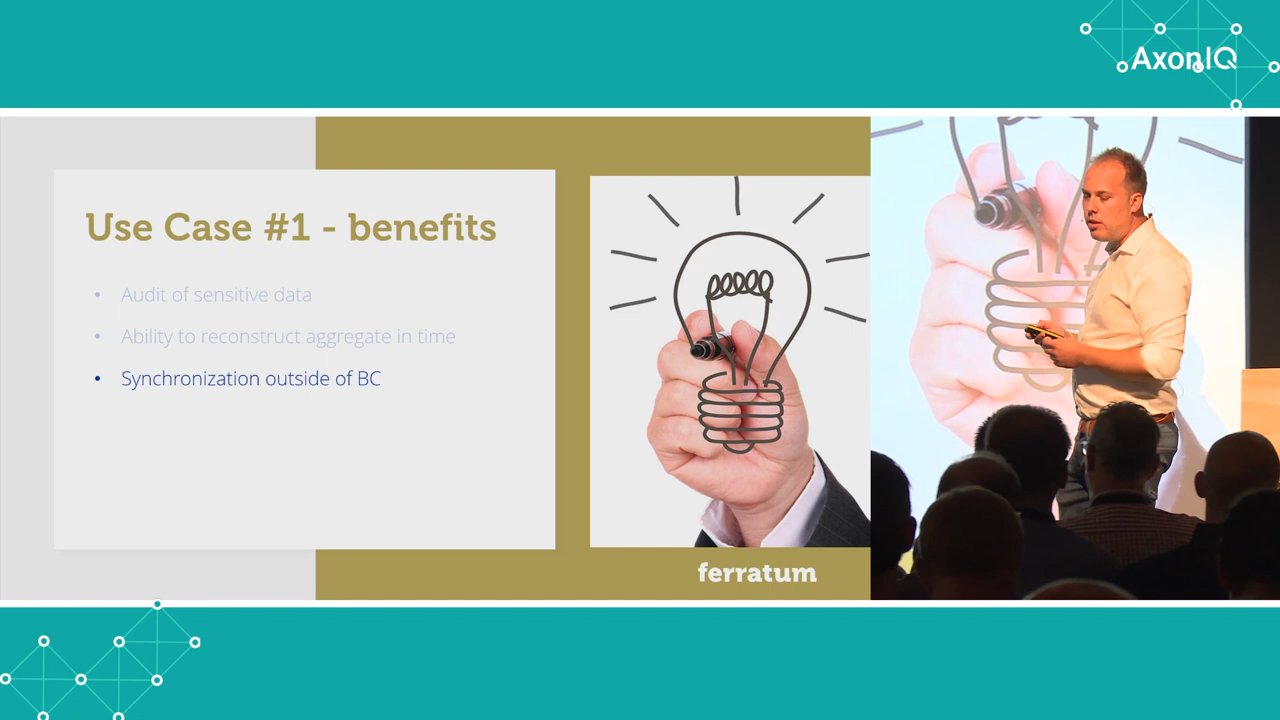 AxonIQ
Use Case #1 - benefits
• Audit of sensitive data
• Ability to reconstruct aggregate in time
• Synchronization outside of BC
ferratum